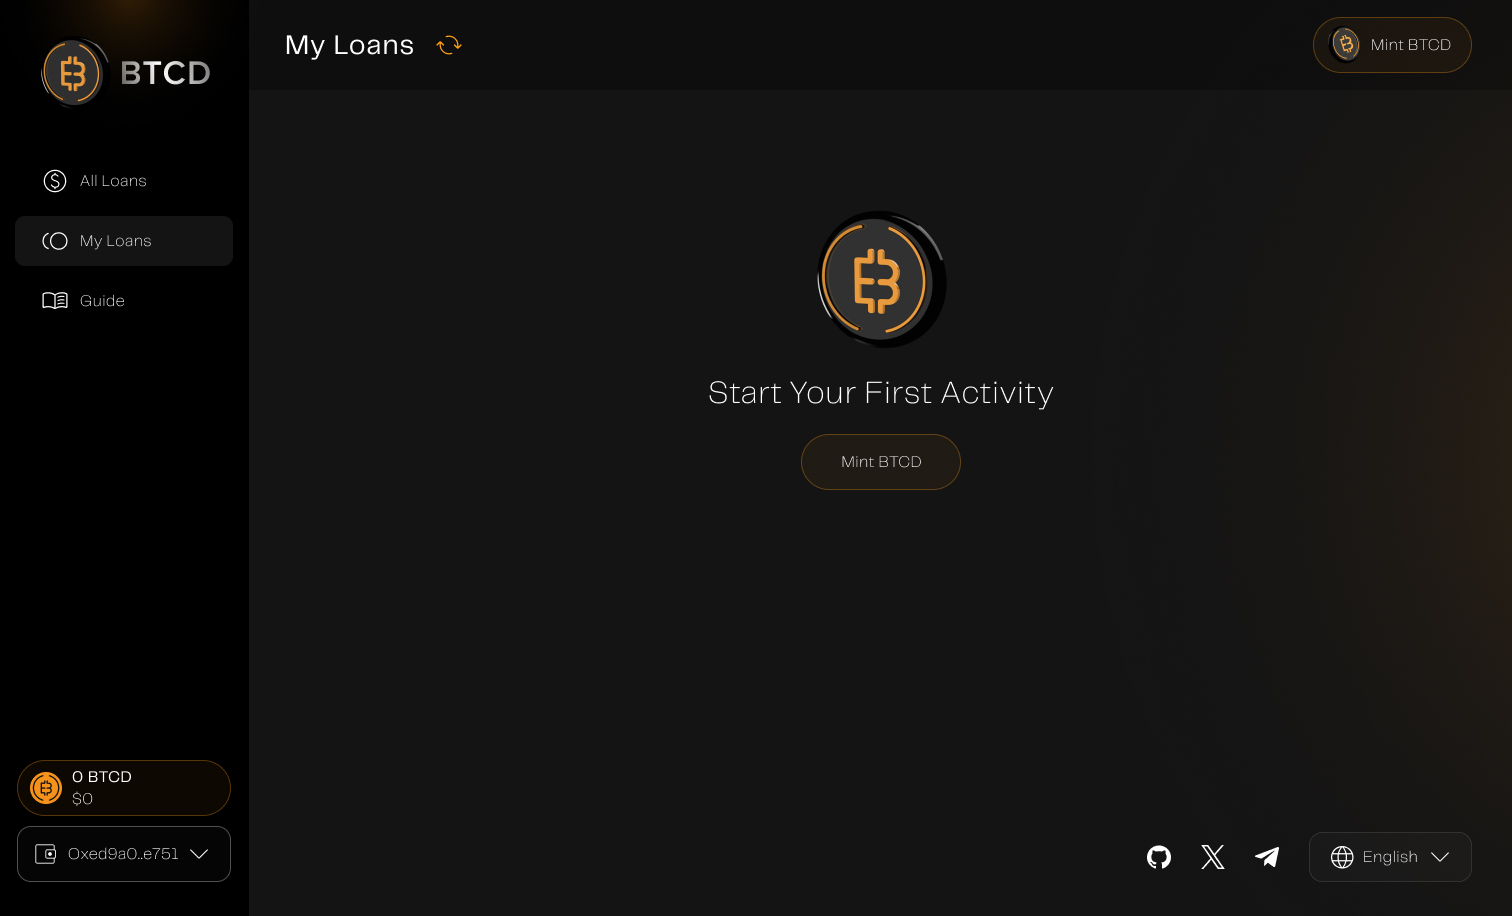 BTCD
All Loans
My Loans
Guide
0 BTCD
$0
0xed9a0..e751
My Loans
Mint BTCD
Start Your First Activity
Mint BTCD
English